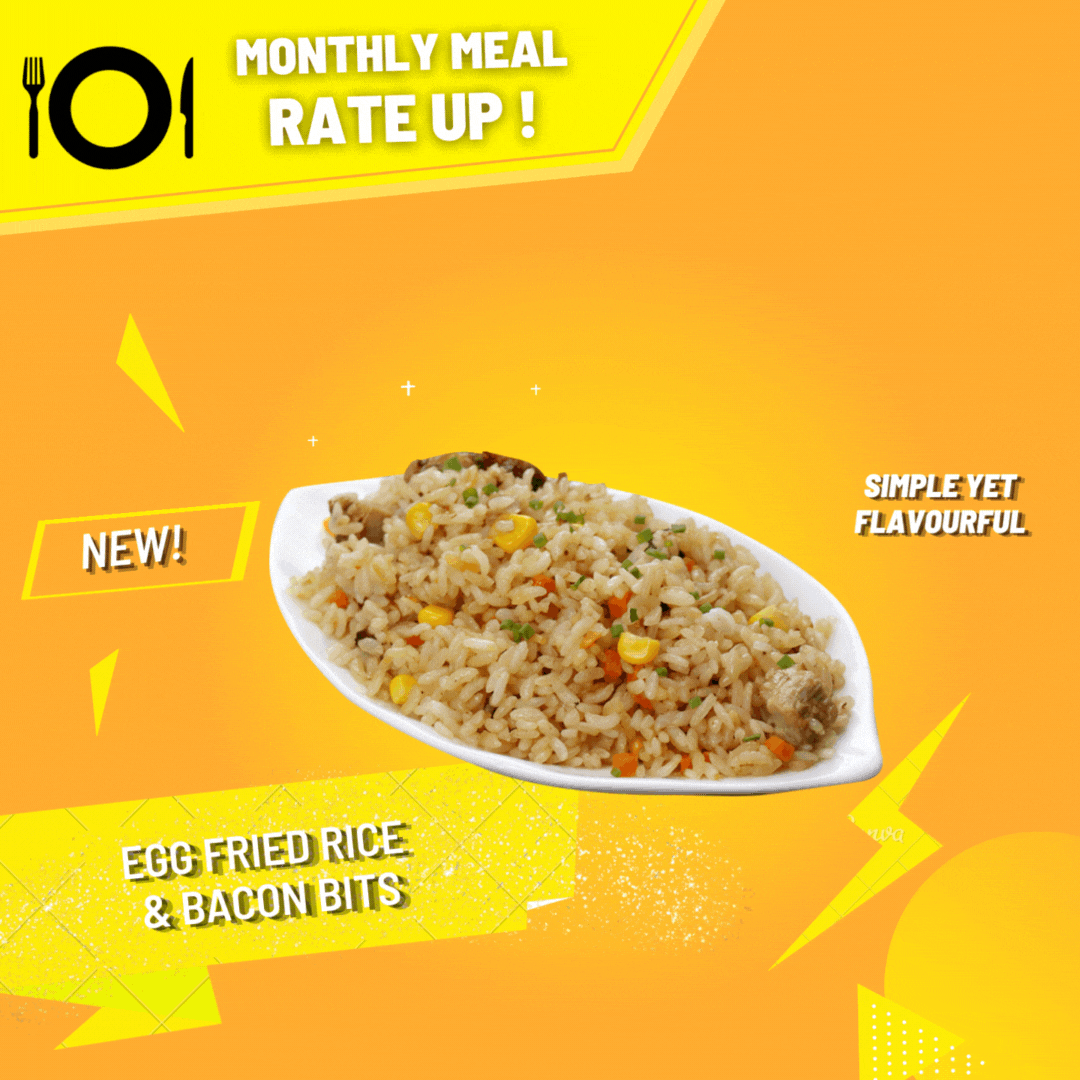 MONTHLY MEAL
RATE UP !
SIMPLE YET
FLAVOURFUL
NEW!
EGG FRIED RICE
& BACON BITS